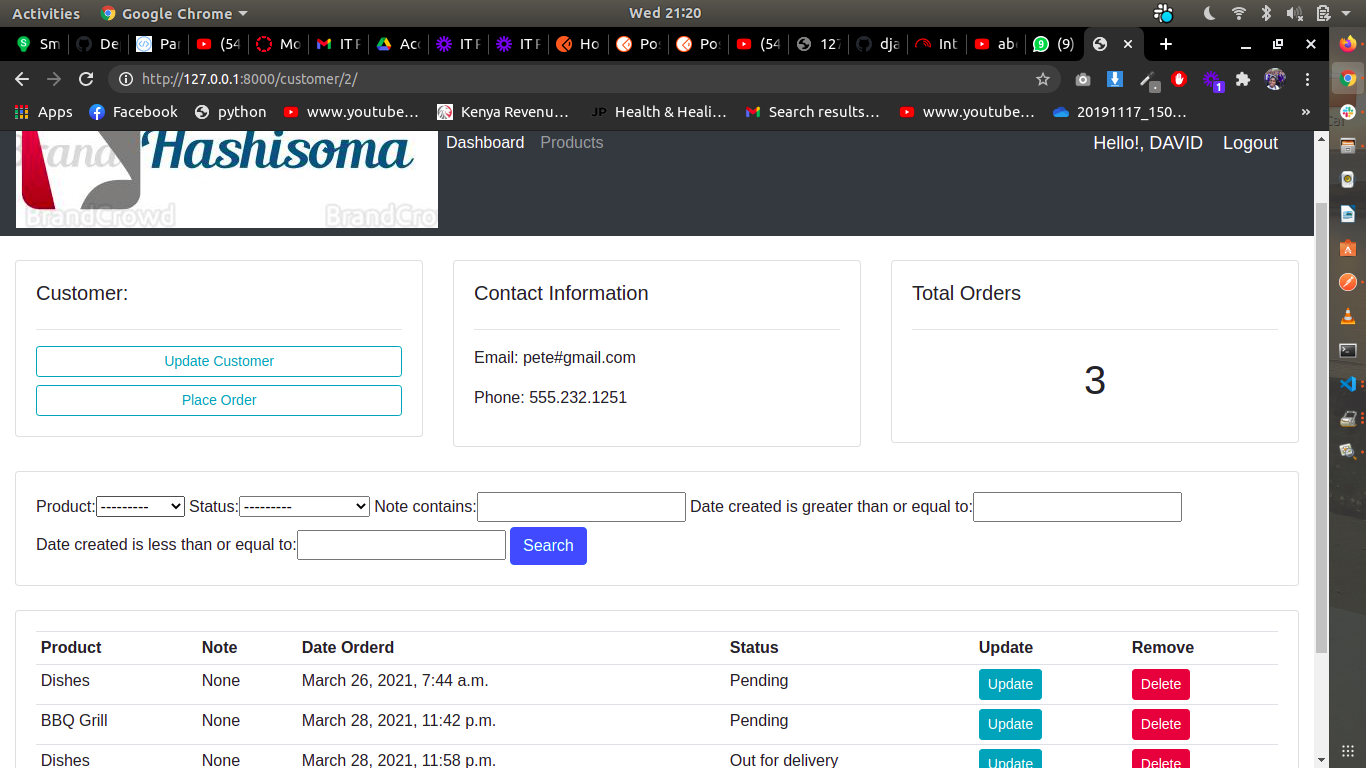 Activities Google Chrome Wed 21:20
Sm De Par (54 Mo IT P Acc IT P IT P Ho Po: Po: (54 127 dja Int abo (9)
http://127.0.0.1:8000/customer/2/
Apps Facebook python www.youtube… Kenya Revenu… JP Health & Heali… Search results… www.youtube… 20191117_150… »
Brand Hashisoma Dashboard Products Hello!, DAVID Logout
BrandCrowd BrandCro
Customer: Contact Information Total Orders
Update Customer
Email: pete#gmail.com
3
Place Order
Phone: 555.232.1251
Product: --------- Status: --------- Note contains: Date created is greater than or equal to:
Date created is less than or equal to: Search
Product Note Date Orderd Status Update Remove
Dishes None March 26, 2021, 7:44 a.m. Pending Update Delete
BBQ Grill None March 28, 2021, 11:42 p.m. Pending Update Delete
Dishes None March 28, 2021, 11:58 p.m. Out for delivery Update Delete